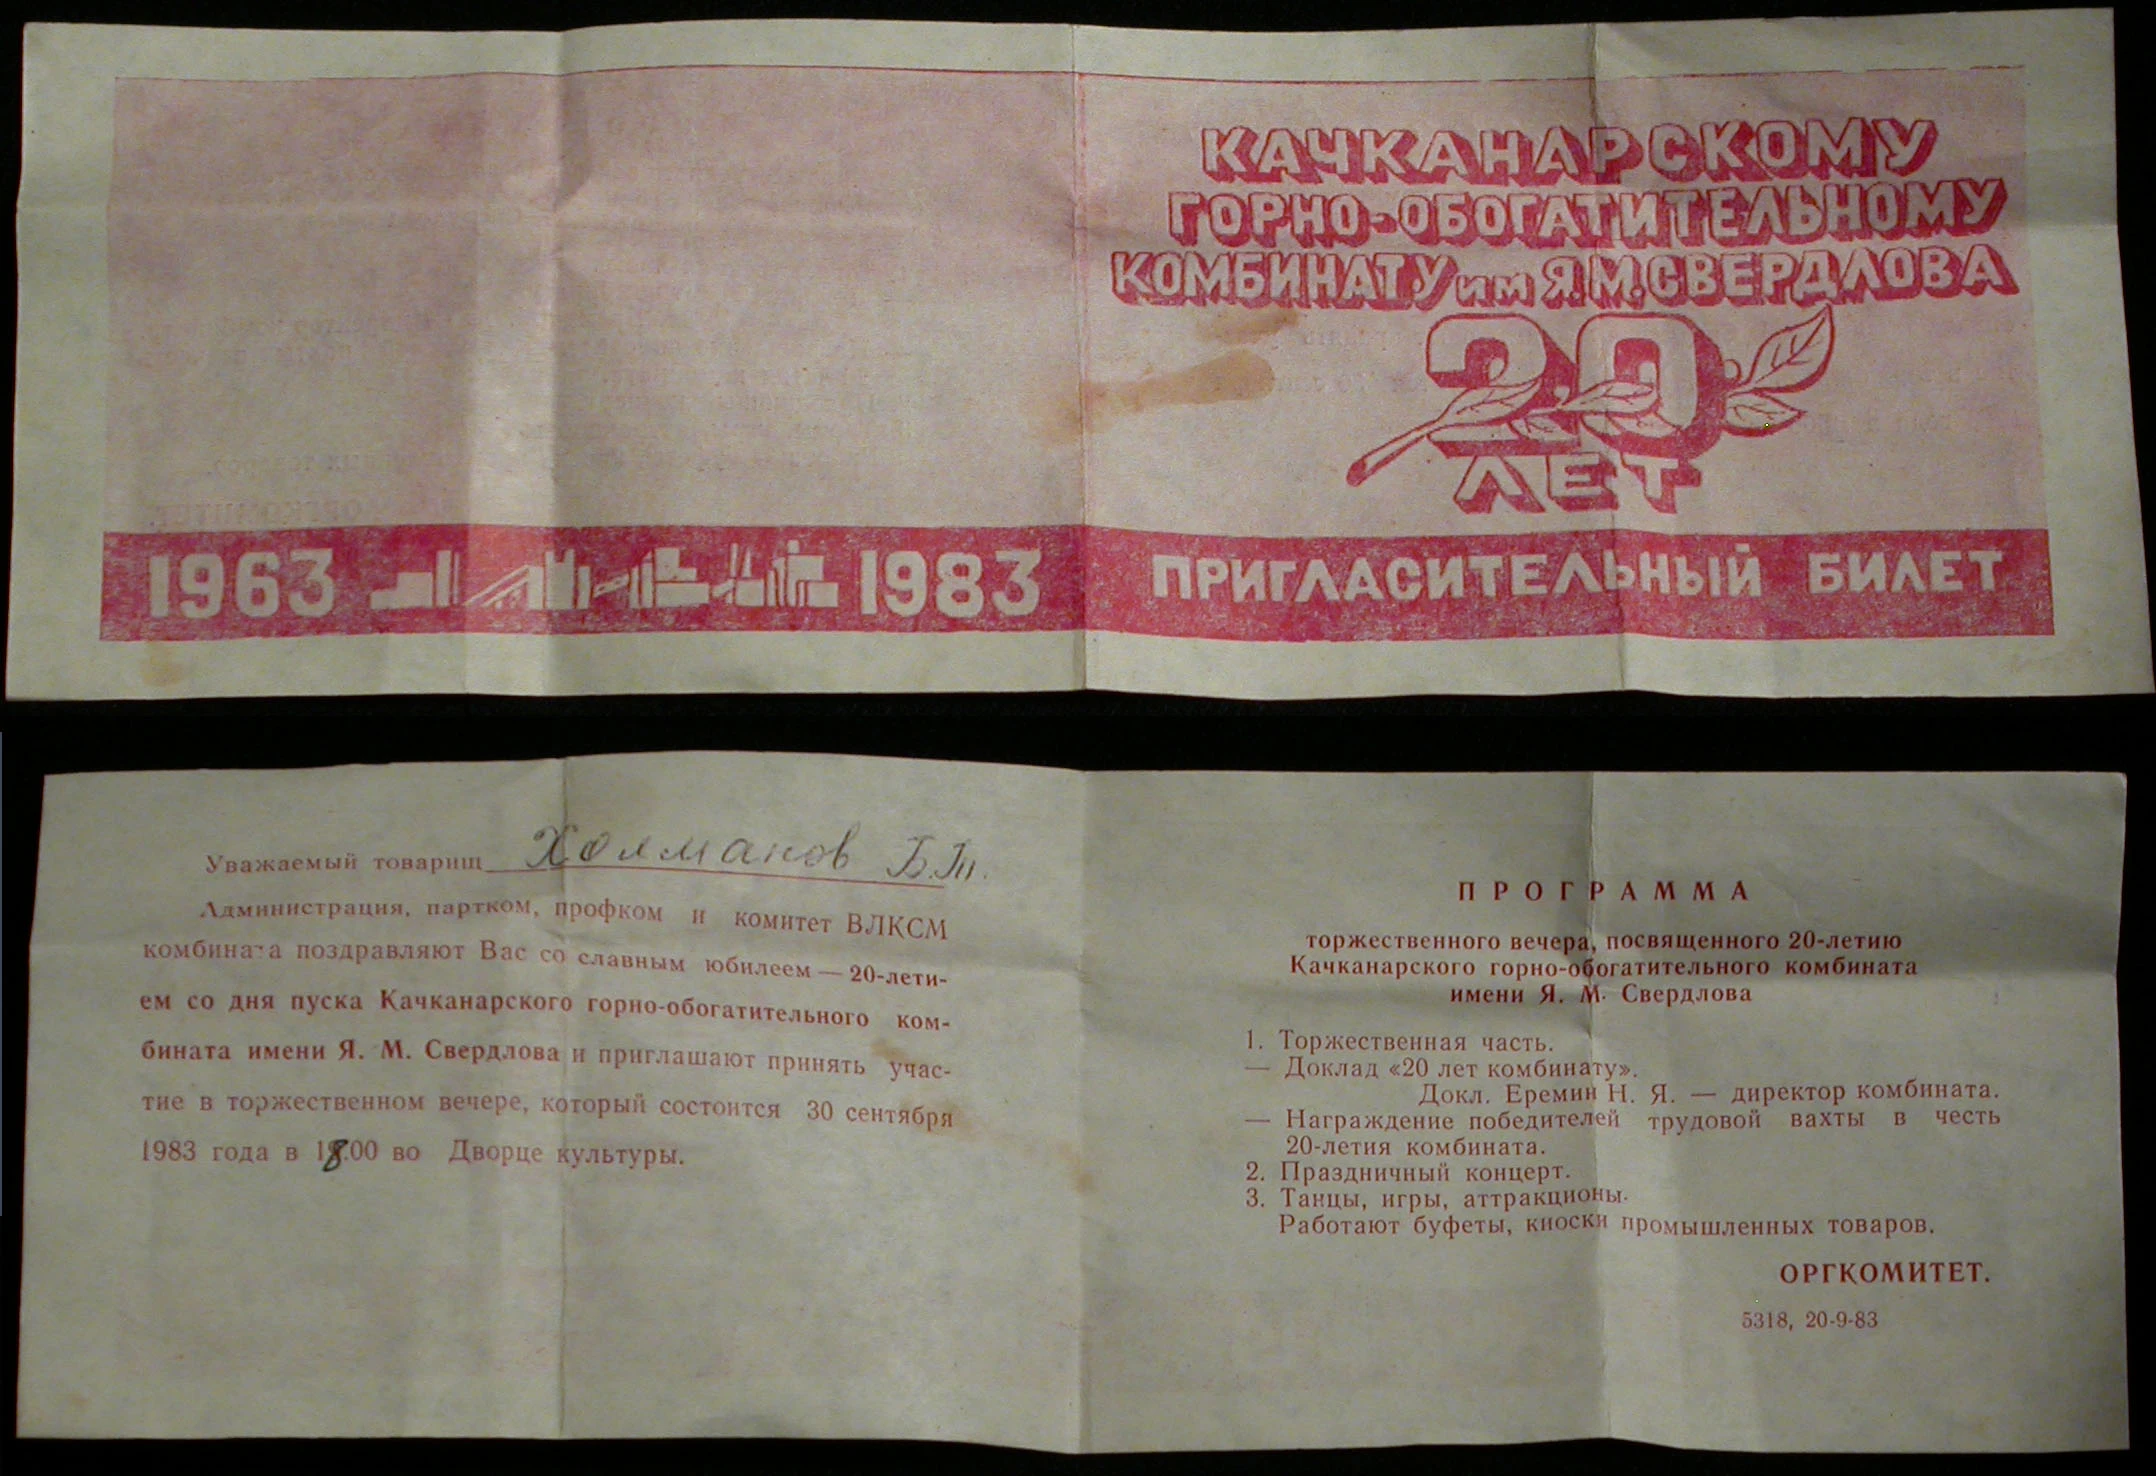 КАЧКАНАРСКОМУ
ГОРНО-ОБОГАТИТЕЛЬНОМУ
КОМБИНАТУ им Я.М.СВЕРДЛОВА
20
ЛЕТ
1963 1983
ПРИГЛАСИТЕЛЬНЫЙ БИЛЕТ
Уважаемый товарищ Холманов Б.Т.
Администрация, партком, профком и комитет ВЛКСМ
комбината поздравляют Вас со славным юбилеем — 20-лети-
ем со дня пуска Качканарского горно-обогатительного ком-
бината имени Я. М. Свердлова и приглашают принять учас-
тие в торжественном вечере, который состоится 30 сентября
1983 года в 18.00 во Дворце культуры.
ПРОГРАММА
торжественного вечера, посвященного 20-летию
Качканарского горно-обогатительного комбината
имени Я. М. Свердлова
1. Торжественная часть.
— Доклад «20 лет комбинату».
Докл. Еремин Н. Я. — директор комбината.
— Награждение победителей трудовой вахты в честь
20-летия комбината.
2. Праздничный концерт.
3. Танцы, игры, аттракционы.
Работают буфеты, киоски промышленных товаров.
ОРГКОМИТЕТ.
5318, 20-9-83